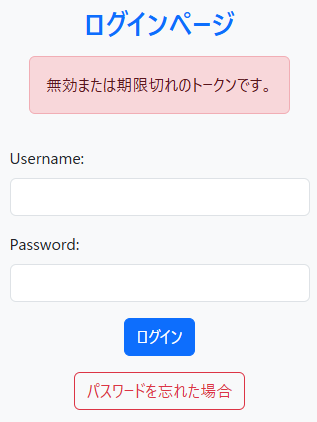 ログインページ
無効または期限切れのトークンです。
Username:
Password:
ログイン
パスワードを忘れた場合